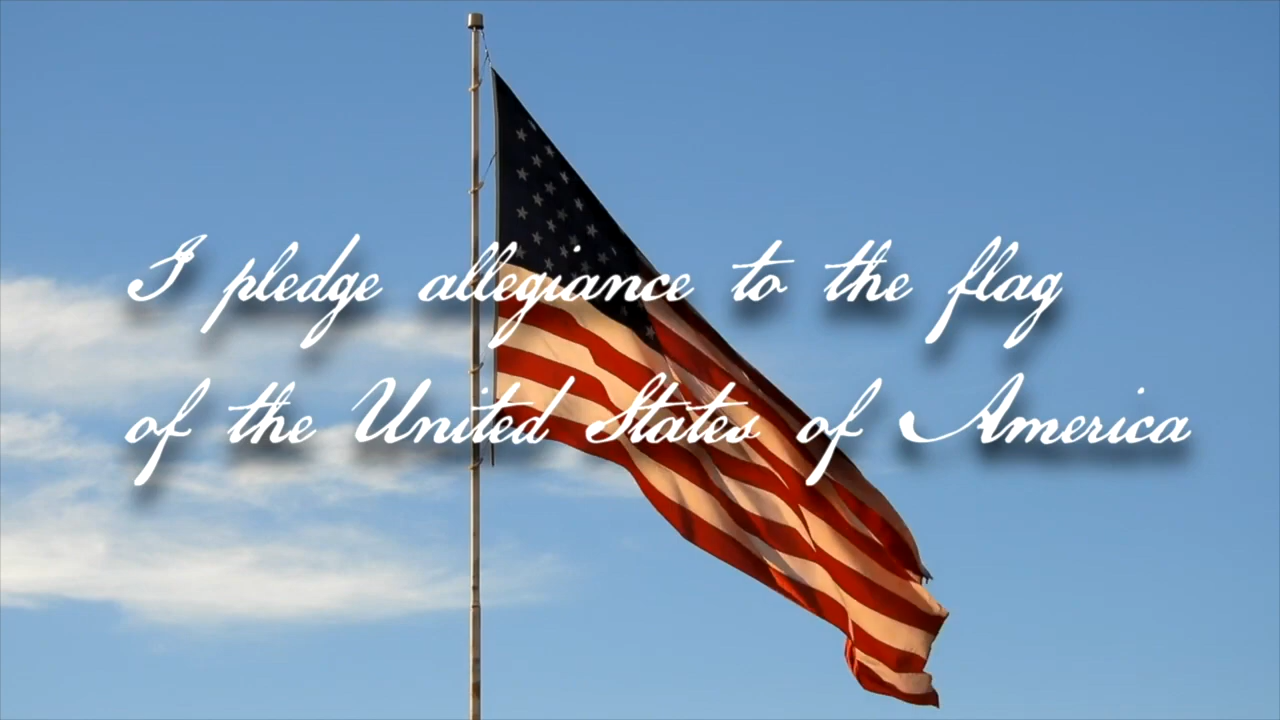 I pledge allegiance to the flag
of the United States of America